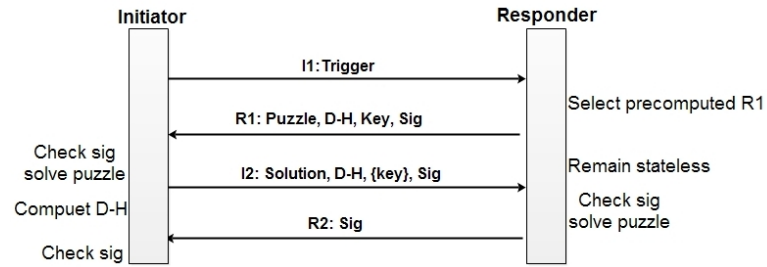 Initiator
Responder
I1:Trigger
Select precomputed R1
R1: Puzzle, D-H, Key, Sig
Check sig
solve puzzle
Remain stateless
I2: Solution, D-H, {key}, Sig
Check sig
solve puzzle
Compuet D-H
R2: Sig
Check sig